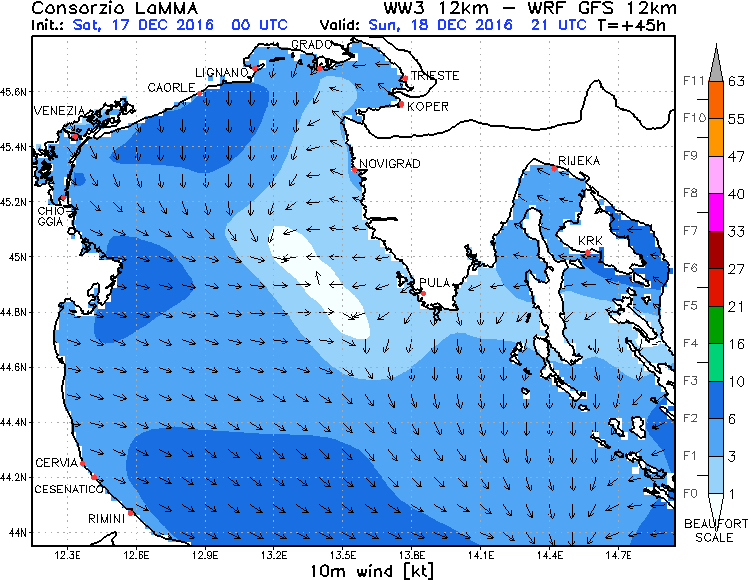 Consorzio LaMMA WW3 12km – WRF GFS 12km
Init.: Sat, 17 DEC 2016 00 UTC Valid: Sun, 18 DEC 2016 21 UTC T=+45h
GRADO
LIGNANO
TRIESTE
CAORLE
KOPER
VENEZIA
NOVIGRAD
RIJEKA
CHIO-
GGIA
KRK
PULA
CERVIA
CESENATICO
RIMINI
45.6N
45.4N
45.2N
45N
44.8N
44.6N
44.4N
44.2N
44N
12.3E 12.6E 12.9E 13.2E 13.5E 13.8E 14.1E 14.4E 14.7E
10m wind [kt]
F11 63
F10 55
F9 47
F8 40
F7 33
F6 27
F5 21
F4 16
F3 10
F2 6
F1 3
F0 1
BEAUFORT
SCALE